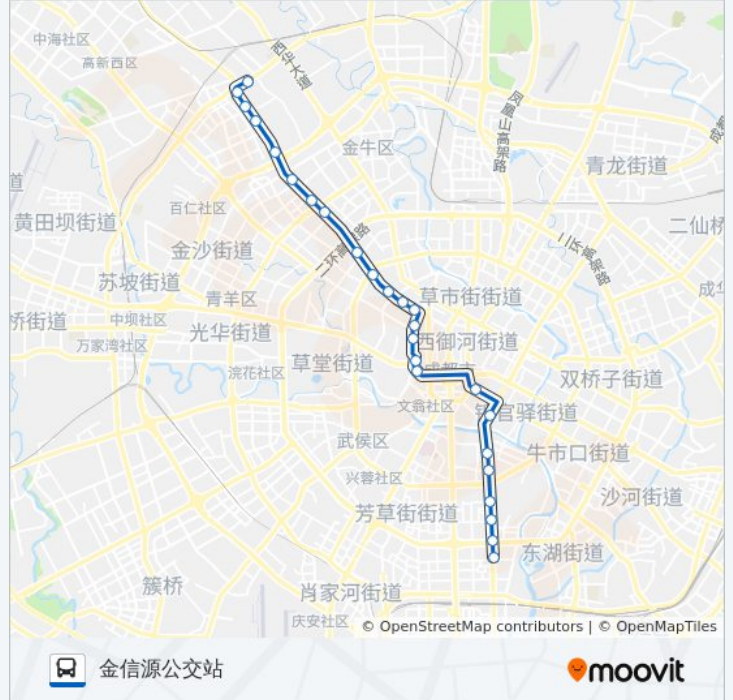 中海社区
西华大道
高新西区
凤凰山高架路
金牛区
青龙街道
道
百仁社区
黄田坝街道
二仙桥
金沙街道
二环高架路
苏坡街道
成华
青羊区
草市街街道
桥街道
中坝社区
光华街道
西御河街道
万家湾社区
草堂街道
浣花社区
双桥子街道
文翁社区
官驿街道
武侯区
牛市口街道
兴蓉社区
沙河街道
芳草街街道
东湖街道
簇桥
肖家河街道
庆安社区
© OpenStreetMap contributors | © OpenMapTiles
金信源公交站
moovit